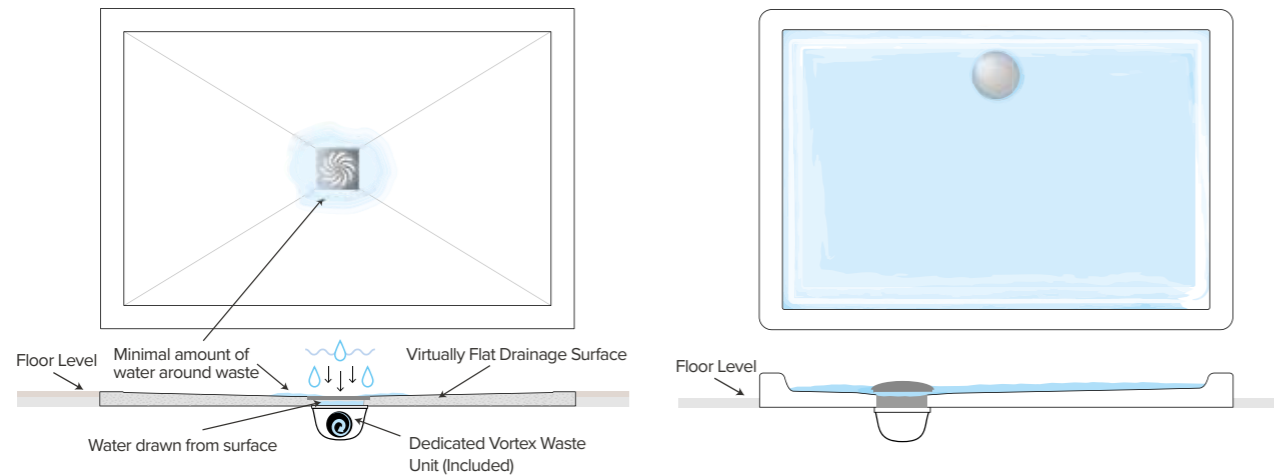 Floor Level
Minimal amount of
water around waste
Virtually Flat Drainage Surface
Water drawn from surface
Dedicated Vortex Waste
Unit (Included)
Floor Level